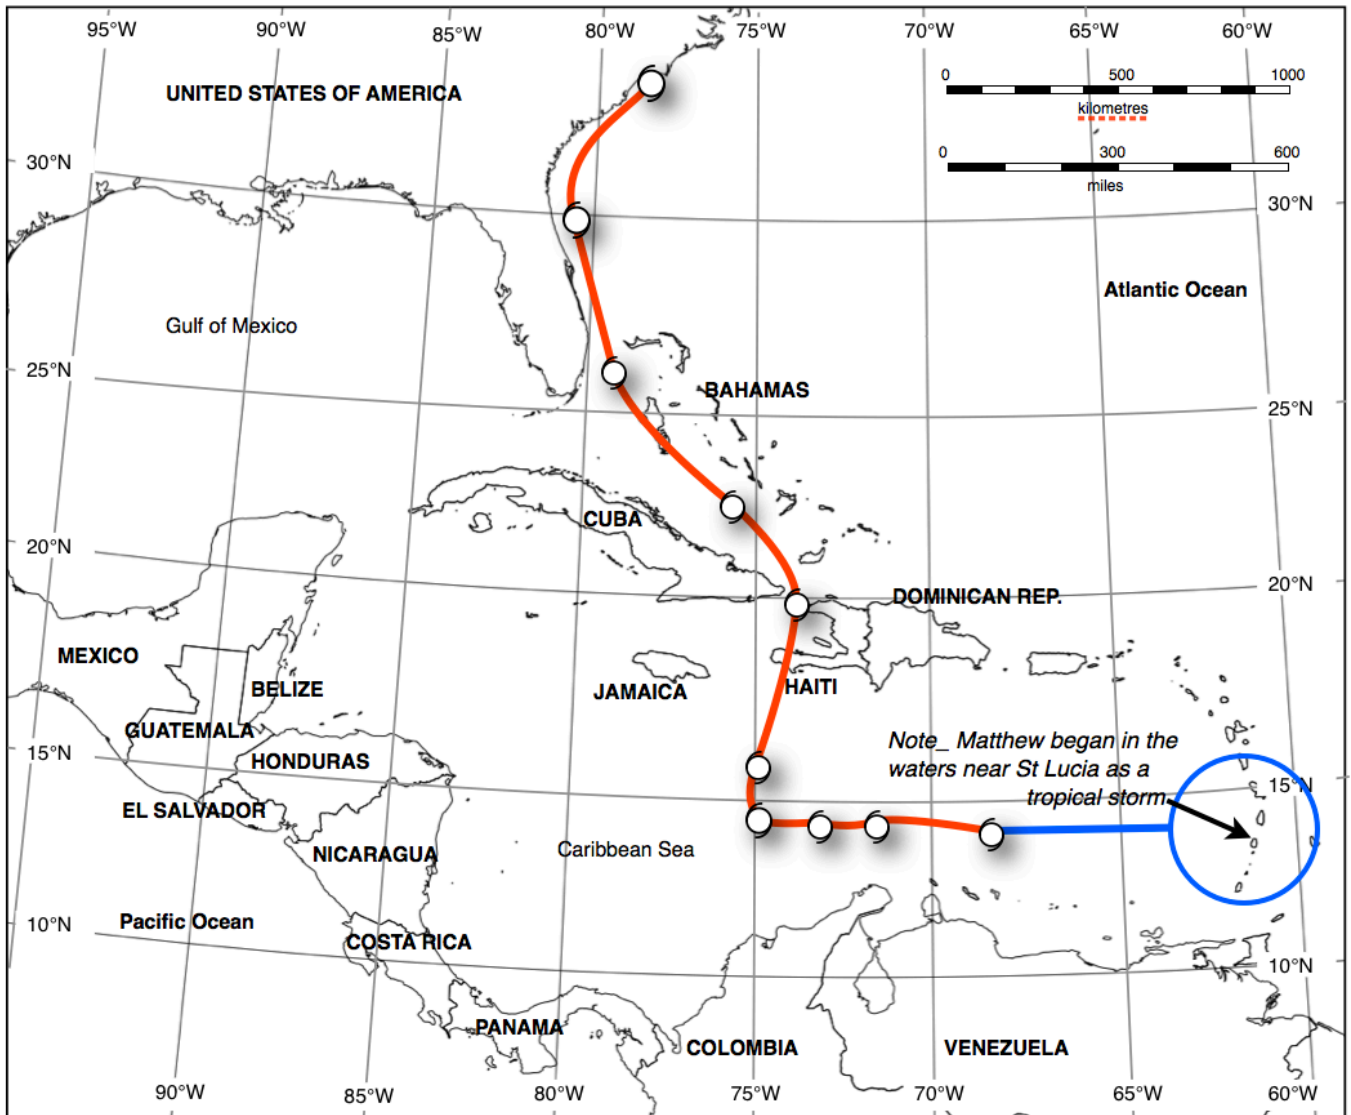 95°W 90°W 85°W 80°W 75°W 70°W 65°W 60°W
0 500 1000
UNITED STATES OF AMERICA
kilometres
0 300 600
miles
30°N
30°N
Atlantic Ocean
Gulf of Mexico
25°N
BAHAMAS
25°N
CUBA
20°N
20°N
DOMINICAN REP.
MEXICO
BELIZE
JAMAICA
HAITI
GUATEMALA
Note_ Matthew began in the
waters near St Lucia as a
tropical storm
15°N
HONDURAS
15°N
EL SALVADOR
NICARAGUA
Caribbean Sea
Pacific Ocean
10°N
COSTA RICA
10°N
PANAMA
COLOMBIA
VENEZUELA
90°W 85°W 80°W 75°W 70°W 65°W 60°W